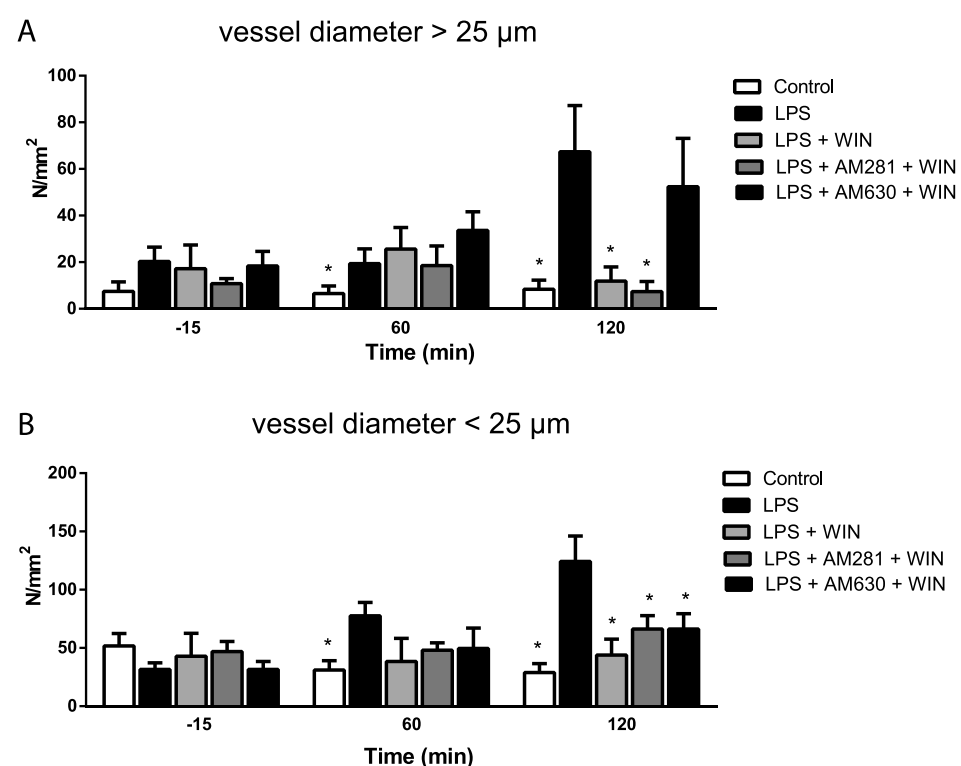 A
vessel diameter > 25 µm
100
80
60
40
20
0
N/mm2
*
*
*
*
-15
60
120
Time (min)
Control
LPS
LPS + WIN
LPS + AM281 + WIN
LPS + AM630 + WIN
B
vessel diameter < 25 µm
200
150
100
50
0
N/mm2
*
*
*
*
*
-15
60
120
Time (min)
Control
LPS
LPS + WIN
LPS + AM281 + WIN
LPS + AM630 + WIN